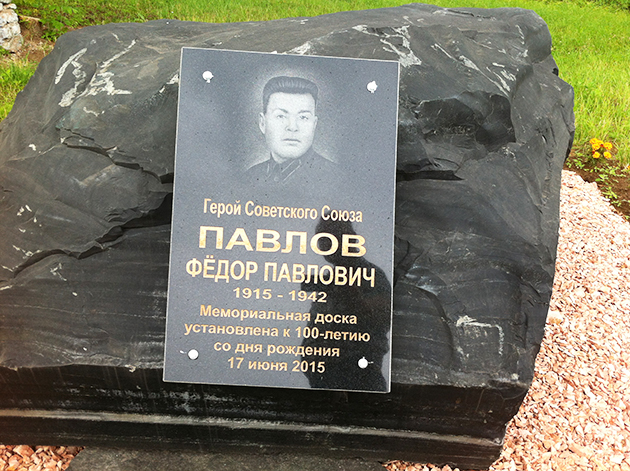 Герой Советского Союза
ПАВЛОВ
ФЁДОР ПАВЛОВИЧ
1915 - 1942
Мемориальная доска
установлена к 100-летию
со дня рождения
17 июня 2015